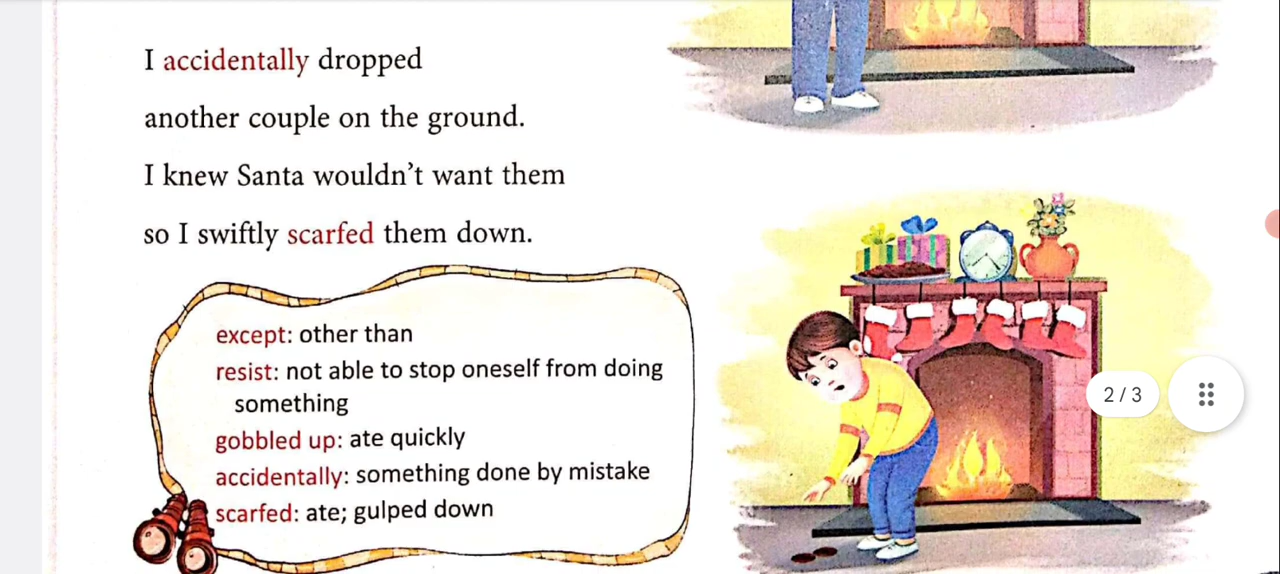 I accidentally dropped
another couple on the ground.
I knew Santa wouldn’t want them
so I swiftly scarfed them down.
except: other than
resist: not able to stop oneself from doing
something
gobbled up: ate quickly
accidentally: something done by mistake
scarfed: ate; gulped down
2 / 3